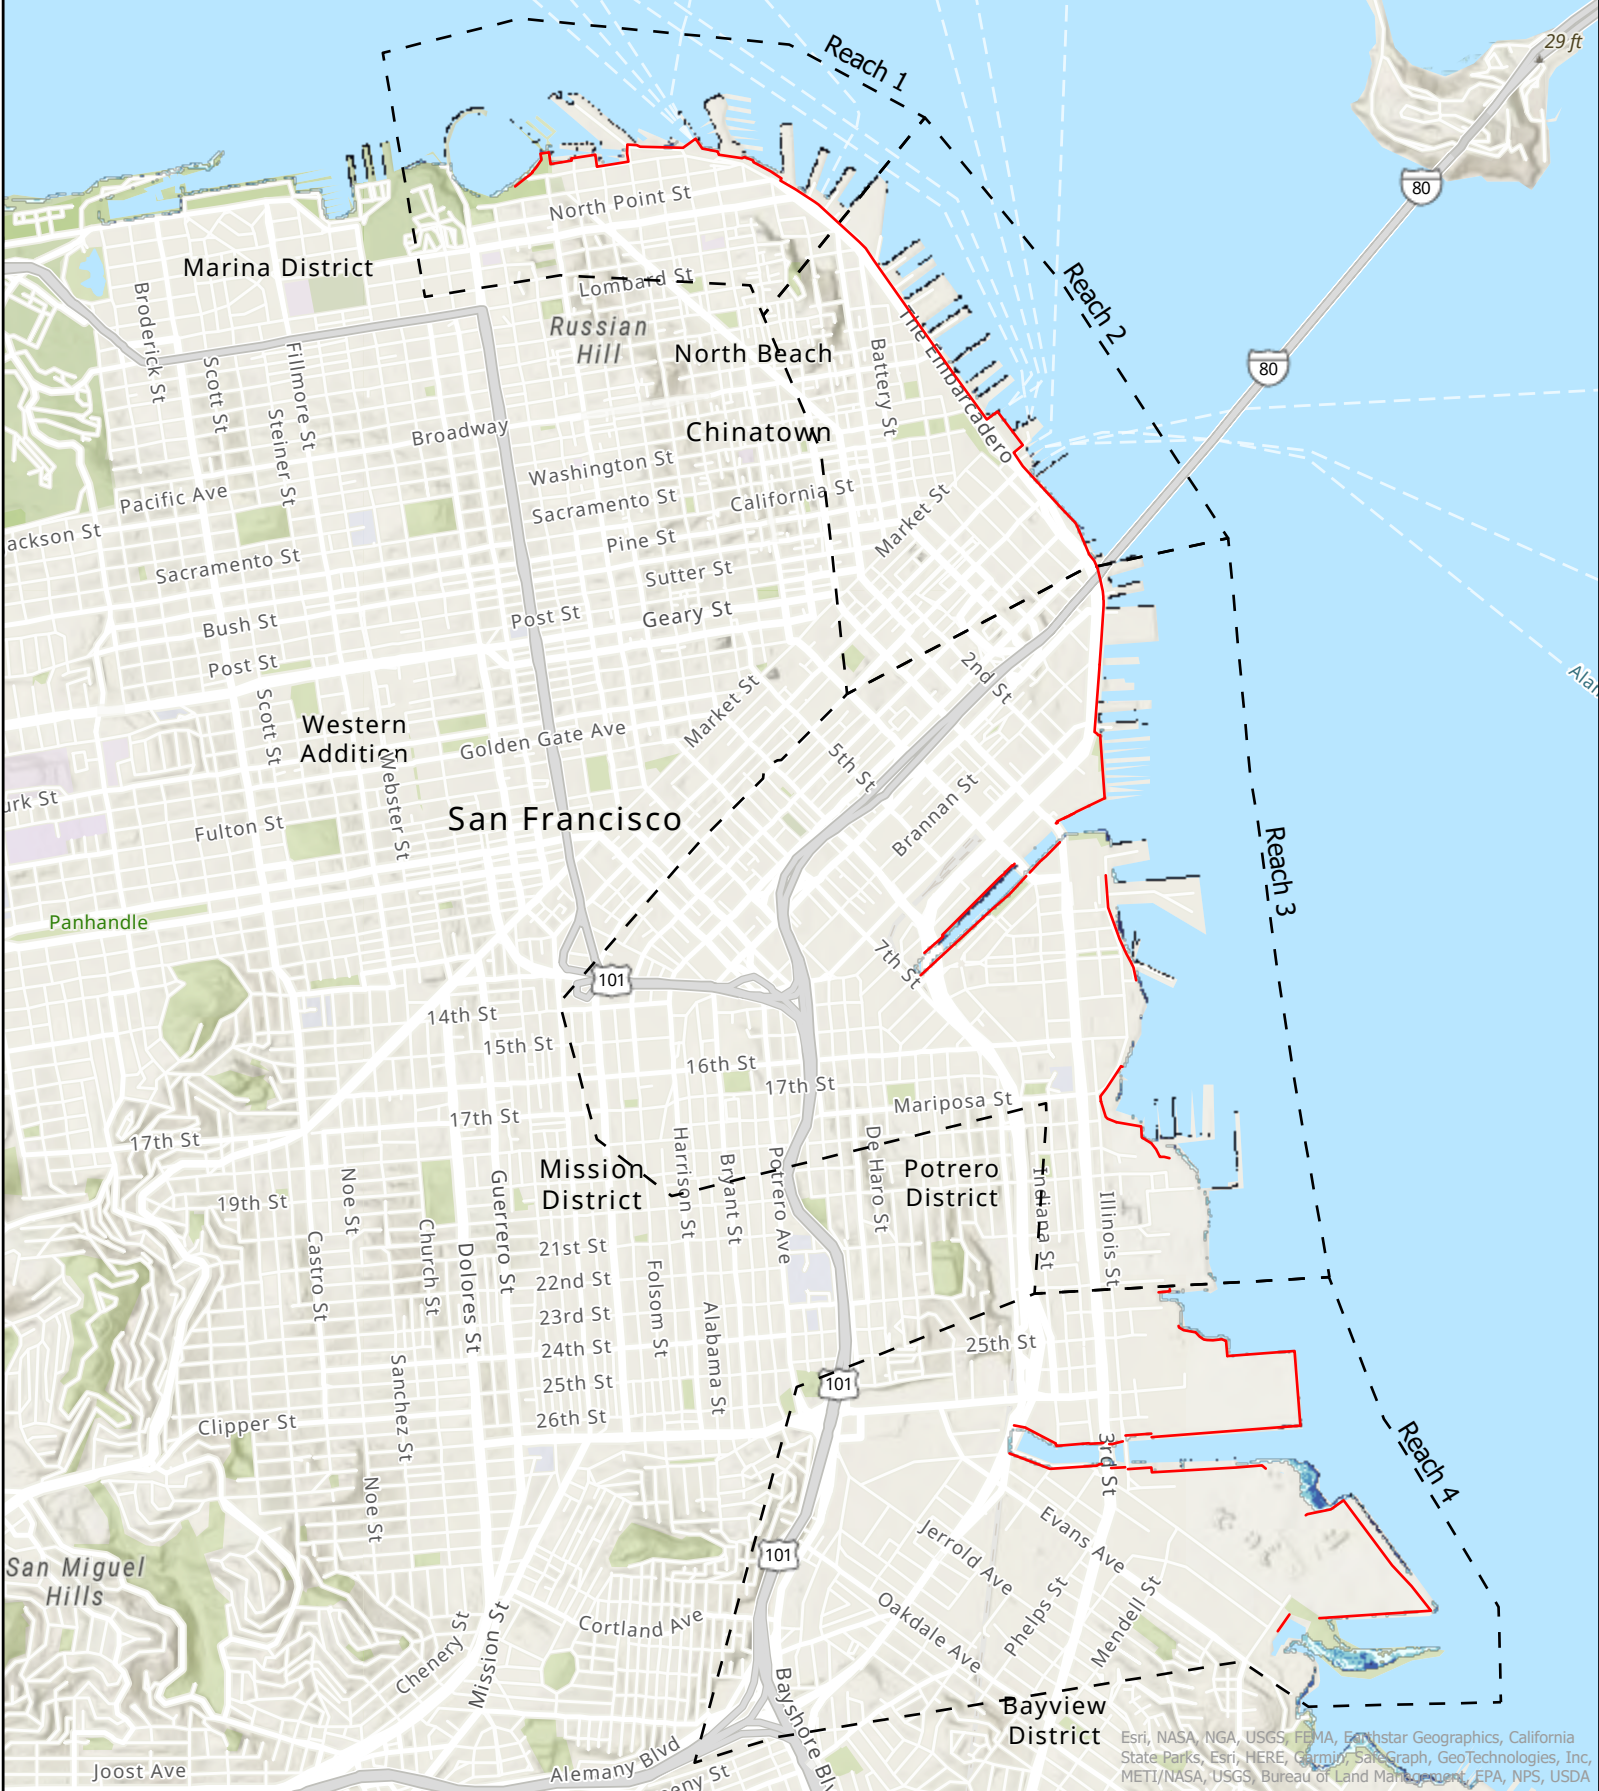 29 ft
Reach 1
80
North Point St
Marina District
Lombard St
Reach 2
Broderick St
Russian
Hill
North Beach
The Embarcadero
80
Scott St
Fillmore St
Battery St
Steiner St
Broadway
Chinatown
Washington St
Pacific Ave
Sacramento St
California St
Market St
ackson St
Pine St
Sacramento St
Sutter St
Post St
Geary St
Bush St
Post St
2nd St
Alan
Scott St
Market St
Western
Addition
Golden Gate Ave
5th St
Webster St
urk St
Fulton St
San Francisco
Brannan St
Reach 3
Panhandle
7th St
101
14th St
15th St
16th St
17th St
Mariposa St
17th St
17th St
Harrison St
Bryant St
Potrero Ave
De Haro St
Mission
District
Potrero
District
Indiana St
Illinois St
19th St
Noe St
Guerrero St
Castro St
Church St
Dolores St
21st St
22nd St
23rd St
24th St
25th St
26th St
Folsom St
Alabama St
25th St
101
Sanchez St
Clipper St
3rd St
Reach 4
Noe St
Evans Ave
Jerrold Ave
101
San Miguel
Hills
Oakdale Ave
Phelps St
Mendell St
Cortland Ave
Chenery St
Mission St
Bayshore Blv
Bayview
District
Alemany Blvd
eny St
Joost Ave
Esri, NASA, NGA, USGS, FEMA, Earthstar Geographics, California
State Parks, Esri, HERE, Garmin, SafeGraph, GeoTechnologies, Inc,
METI/NASA, USGS, Bureau of Land Management, EPA, NPS, USDA